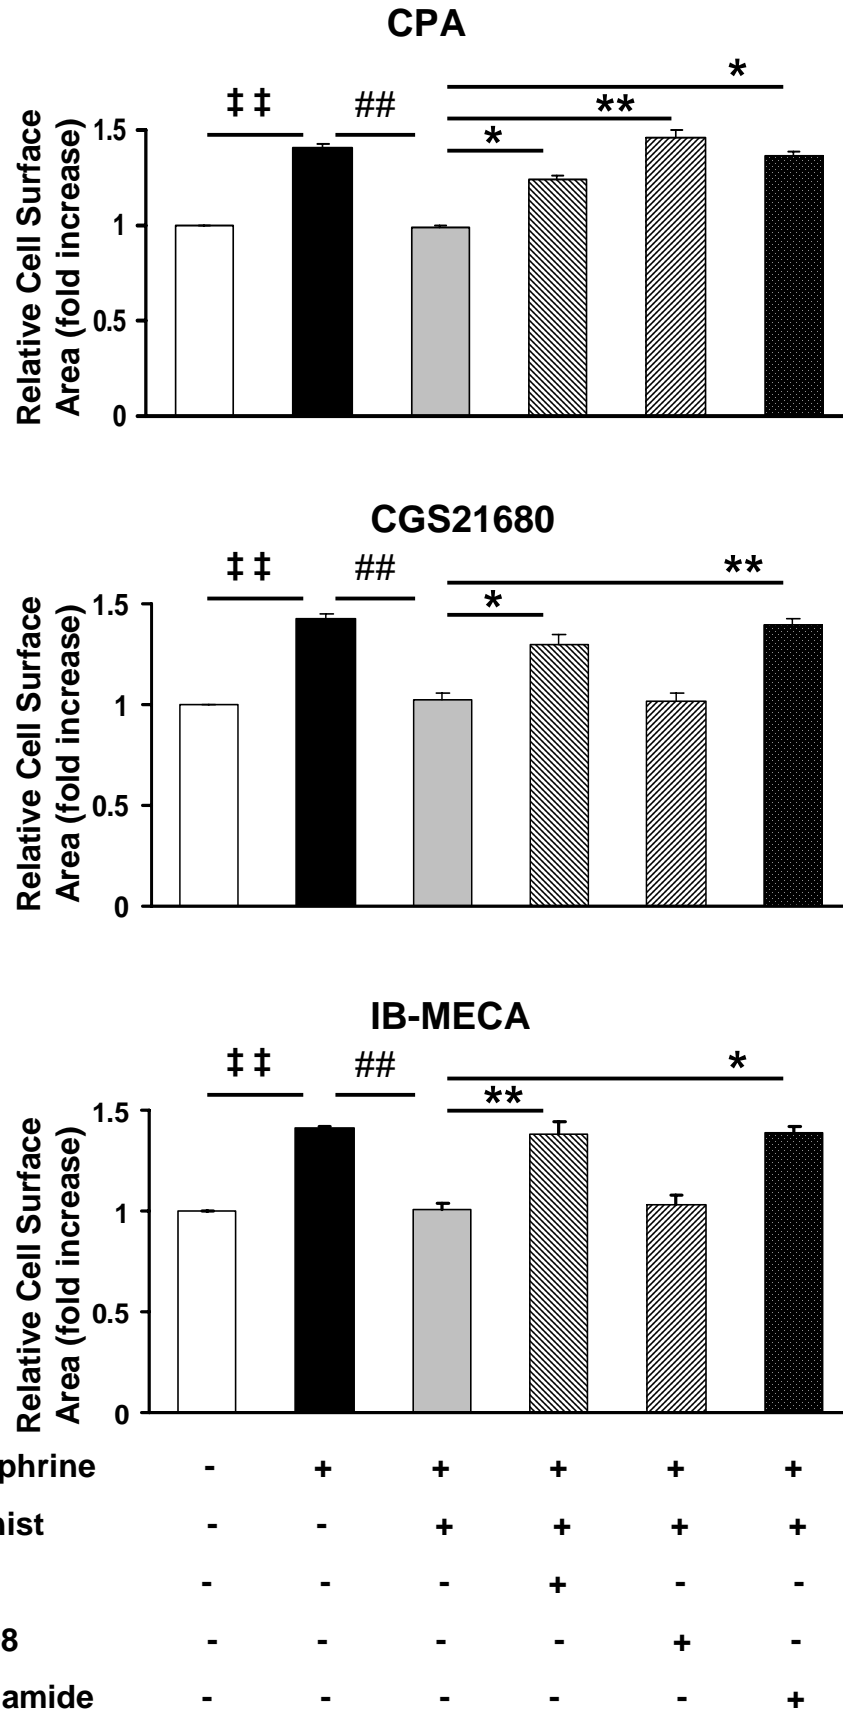 CPA
Relative Cell Surface
Area (fold increase)
‡ ‡ ## * ** *
1.5
1
0.5
0
CGS21680
Relative Cell Surface
Area (fold increase)
‡ ‡ ## * **
1.5
1
0.5
0
IB-MECA
Relative Cell Surface
Area (fold increase)
‡ ‡ ## ** *
1.5
1
0.5
0
phrine - + + + + +
nist - - + + + +
- - - + - -
8 - - - - + -
amide - - - - - +